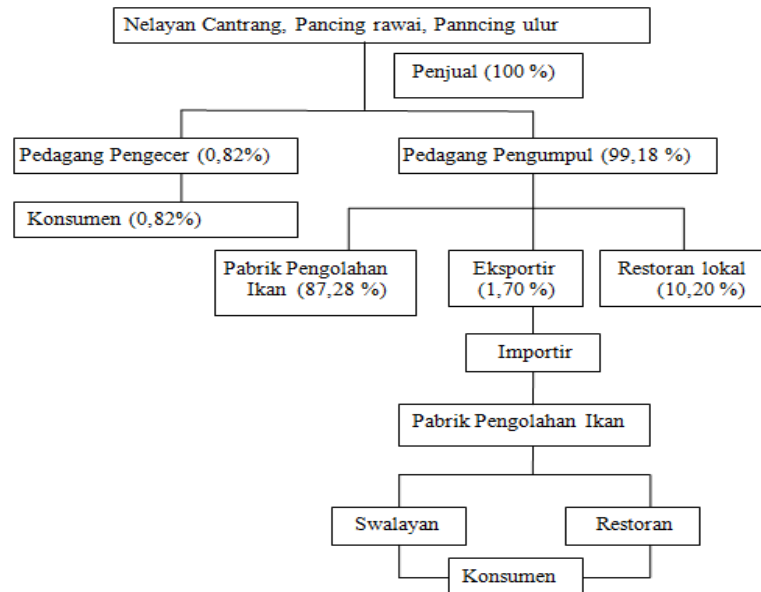 Nelayan Cantrang, Pancing rawai, Panncing ulur
Penjual (100 %)
Pedagang Pengecer (0,82%)
Pedagang Pengumpul (99,18 %)
Konsumen (0,82%)
Pabrik Pengolahan
Ikan (87,28 %)
Eksportir
(1,70 %)
Restoran lokal
(10,20 %)
Importir
Pabrik Pengolahan Ikan
Swalayan
Restoran
Konsumen